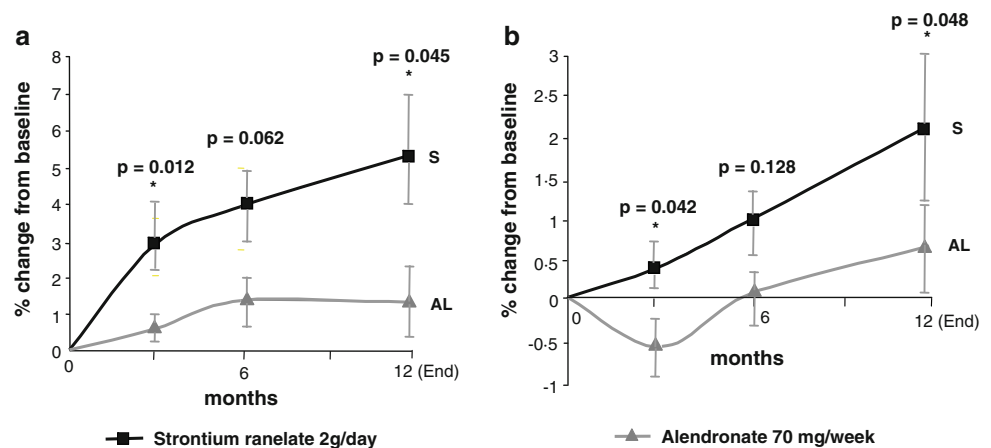 a
% change from baseline
8
7
6
5
4
3
2
1
0
p = 0.012
*
p = 0.062
p = 0.045
*
S
AL
0
6
12 (End)
months
b
% change from baseline
3
2·5
2
1·5
1
0·5
0
-0·5
-1
p = 0.042
*
p = 0.128
p = 0.048
*
S
AL
0
6
12 (End)
months
Strontium ranelate 2g/day
Alendronate 70 mg/week